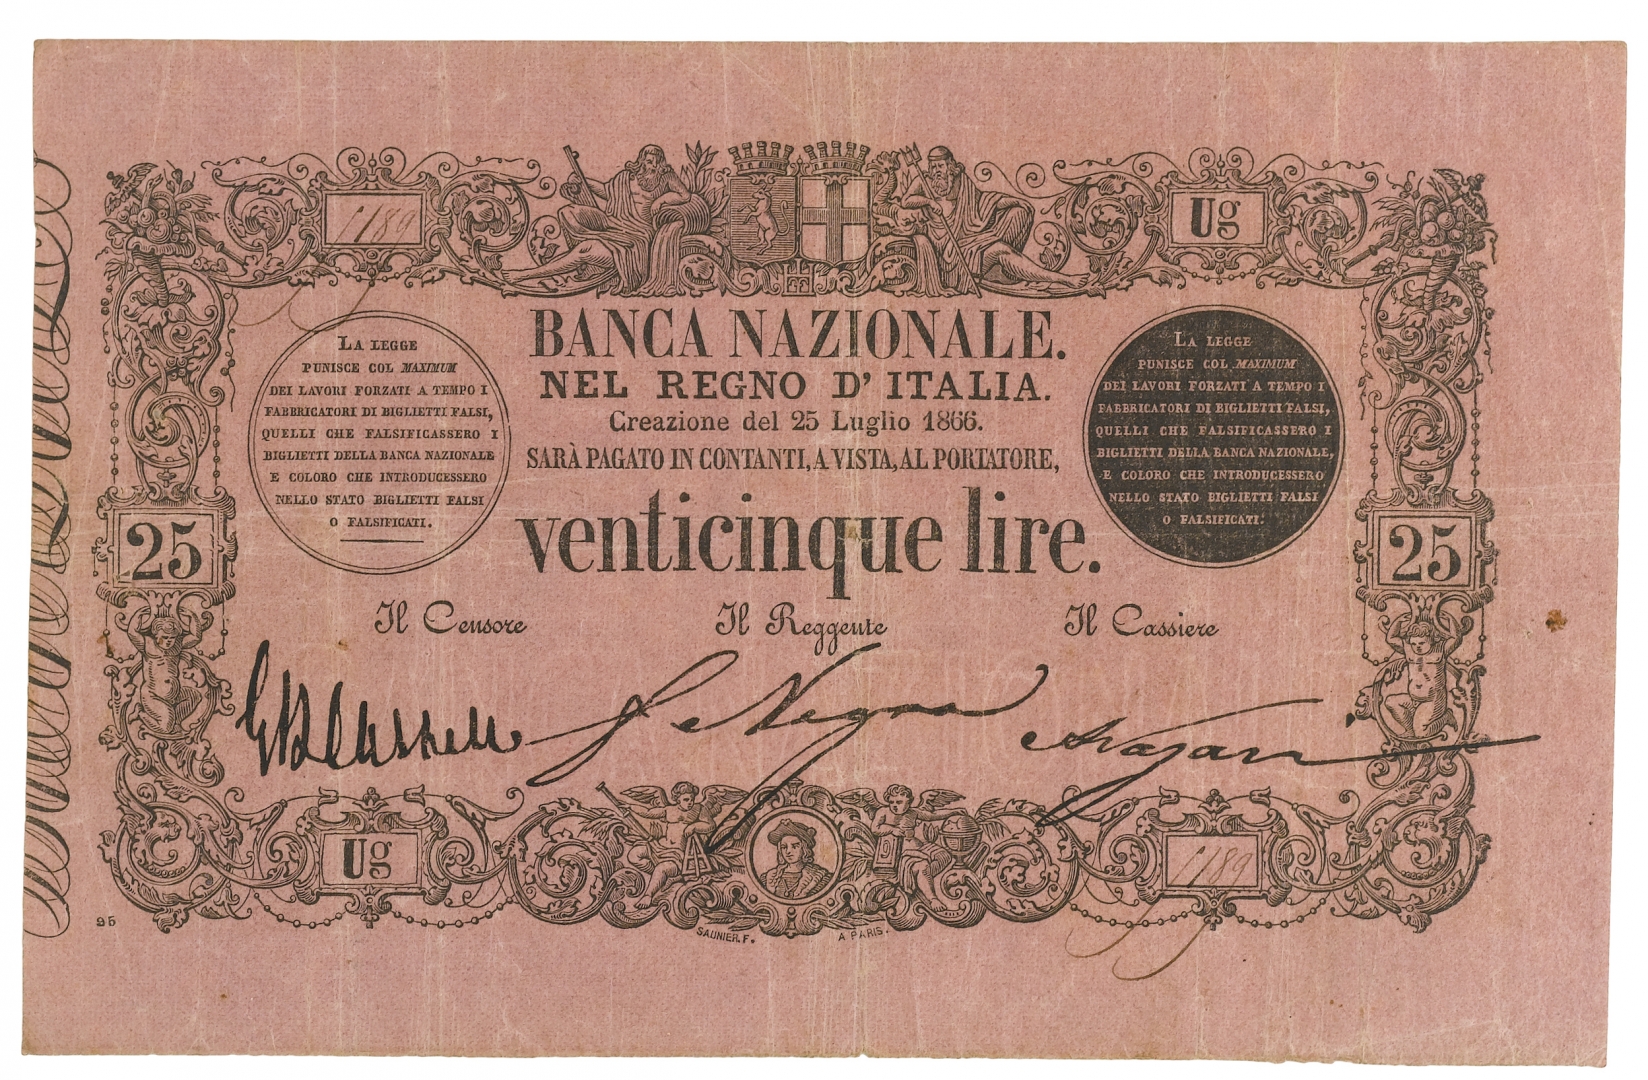 1189
Ug
BANCA NAZIONALE.
NEL REGNO D'ITALIA.
Creazione del 25 Luglio 1866.
SARÀ PAGATO IN CONTANTI, A VISTA, AL PORTATORE,
venticinque lire.
LA LEGGE
PUNISCE COL MAXIMUM
DEI LAVORI FORZATI A TEMPO I
FABBRICATORI DI BIGLIETTI FALSI,
QUELLI CHE FALSIFICASSERO I
BIGLIETTI DELLA BANCA NAZIONALE
E COLORO CHE INTRODUCESSERO
NELLO STATO BIGLIETTI FALSI
O FALSIFICATI.
LA LEGGE
PUNISCE COL MAXIMUM
DEI LAVORI FORZATI A TEMPO I
FABBRICATORI DI BIGLIETTI FALSI,
QUELLI CHE FALSIFICASSERO I
BIGLIETTI DELLA BANCA NAZIONALE,
E COLORO CHE INTRODUCESSERO
NELLO STATO BIGLIETTI FALSI
O FALSIFICATI.
25
25
Il Censore
Il Reggente
Il Cassiere
Ug
1189
SAUNIER. F.
A PARIS.